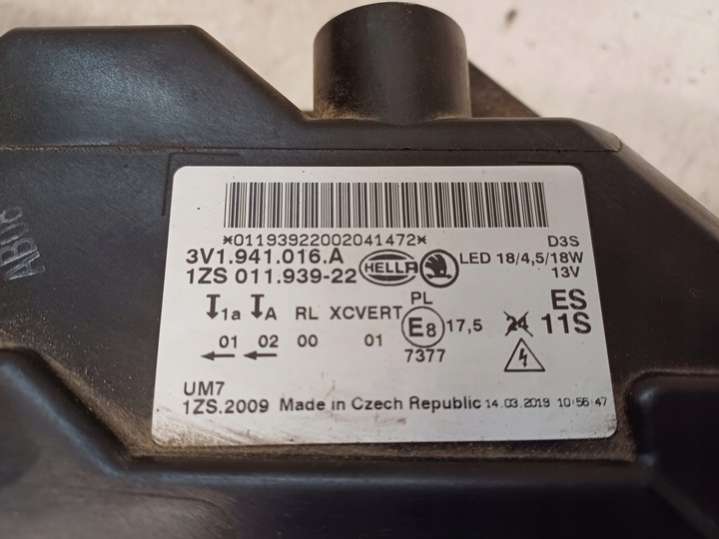 *011939922002041472*
3V1.941.016.A
1ZS 011.939-22
HELLA
D3S
LED 18/4,5/18W
13V
1a A RL XCVERT PL
E8 17,5
24
ES
11S
01 02 00 01 7377
UM7
1ZS.2009 Made in Czech Republic 14.03.2019 10:56:47